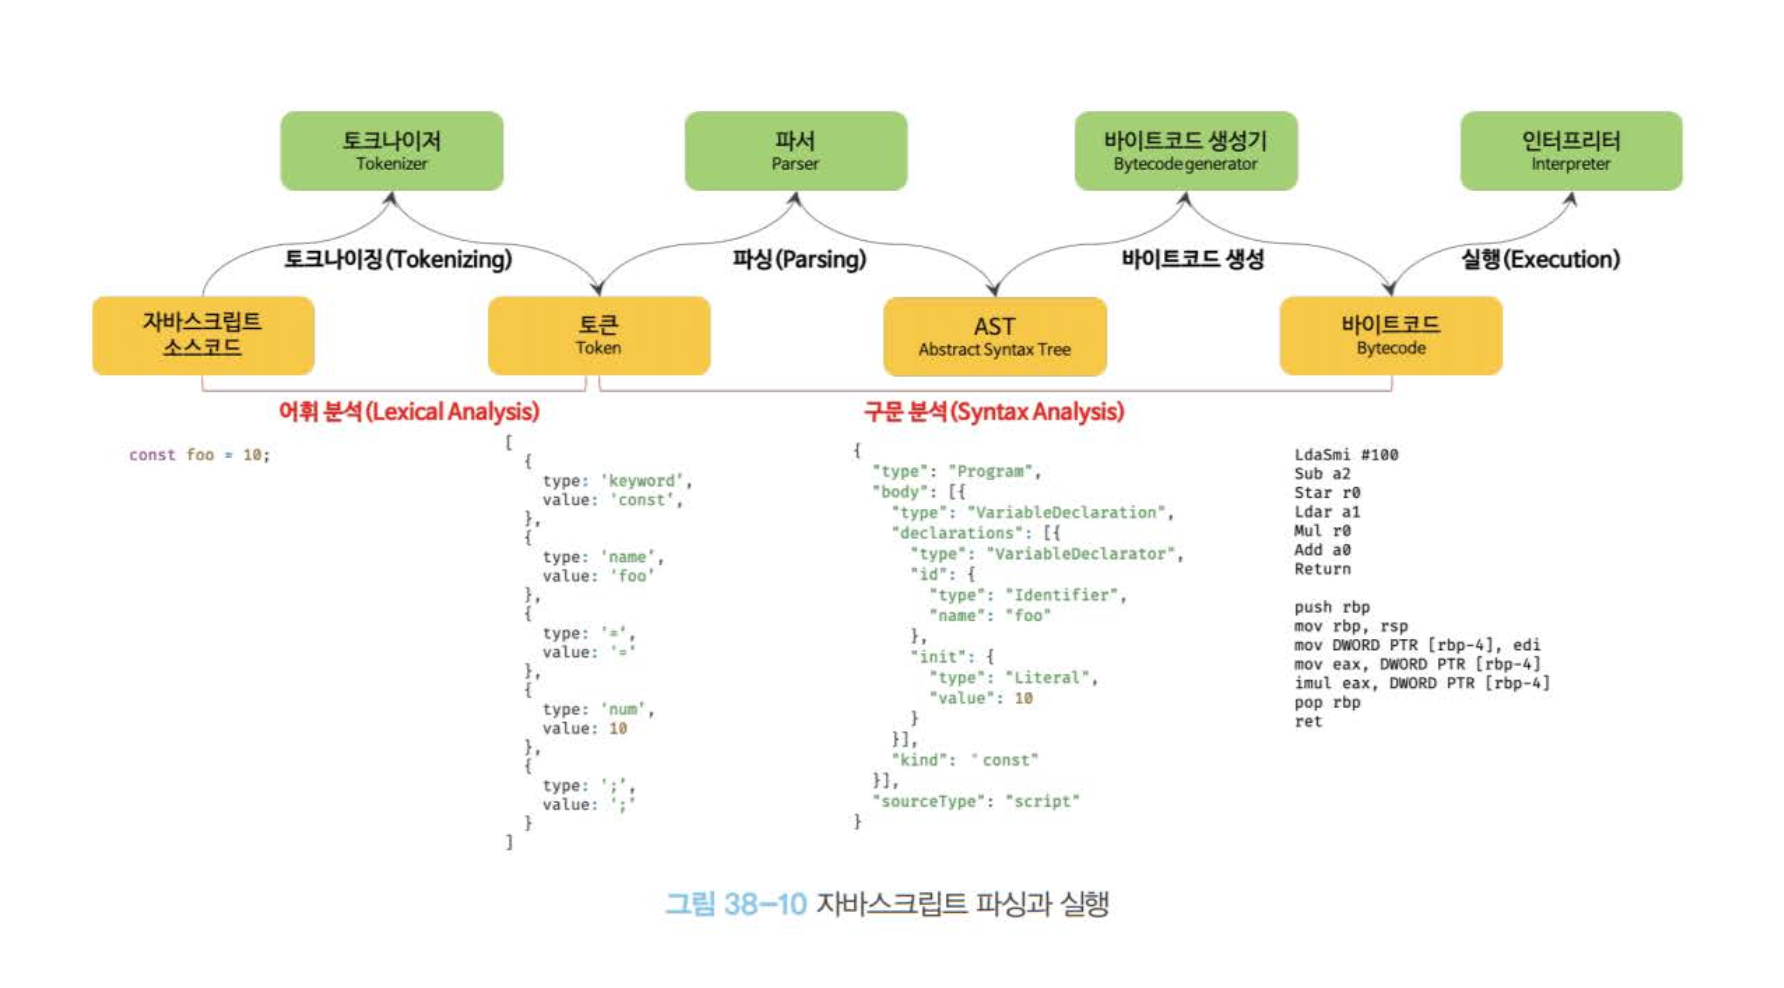 토크나이저
Tokenizer
파서
Parser
바이트코드 생성기
Bytecode generator
인터프리터
Interpreter
토크나이징(Tokenizing)
파싱(Parsing)
바이트코드 생성
실행(Execution)
자바스크립트
소스코드
토큰
Token
AST
Abstract Syntax Tree
바이트코드
Bytecode
어휘 분석(Lexical Analysis)
구문 분석(Syntax Analysis)
const foo = 10;
[
  {
    type: 'keyword',
    value: 'const',
  },
  {
    type: 'name',
    value: 'foo'
  },
  {
    type: '=',
    value: '='
  },
  {
    type: 'num',
    value: 10
  },
  {
    type: ';',
    value: ';'
  }
]
{
  "type": "Program",
  "body": [{
    "type": "VariableDeclaration",
    "declarations": [{
      "type": "VariableDeclarator",
      "id": {
        "type": "Identifier",
        "name": "foo"
      },
      "init": {
        "type": "Literal",
        "value": 10
      }
    }],
    "kind": "const"
  }],
  "sourceType": "script"
}
LdaSmi #100
Sub a2
Star r0
Ldar a1
Mul r0
Add a0
Return
push rbp
mov rbp, rsp
mov DWORD PTR [rbp-4], edi
mov eax, DWORD PTR [rbp-4]
imul eax, DWORD PTR [rbp-4]
pop rbp
ret
그림 38-10 자바스크립트 파싱과 실행